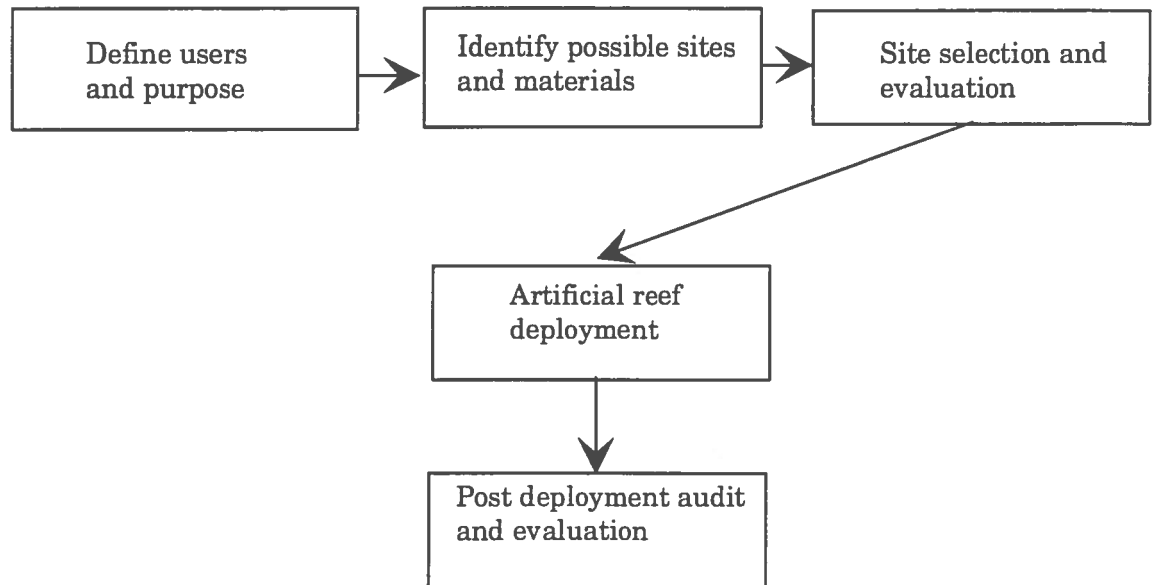 Define users
and purpose
Identify possible sites
and materials
Site selection and
evaluation
Artificial reef
deployment
Post deployment audit
and evaluation